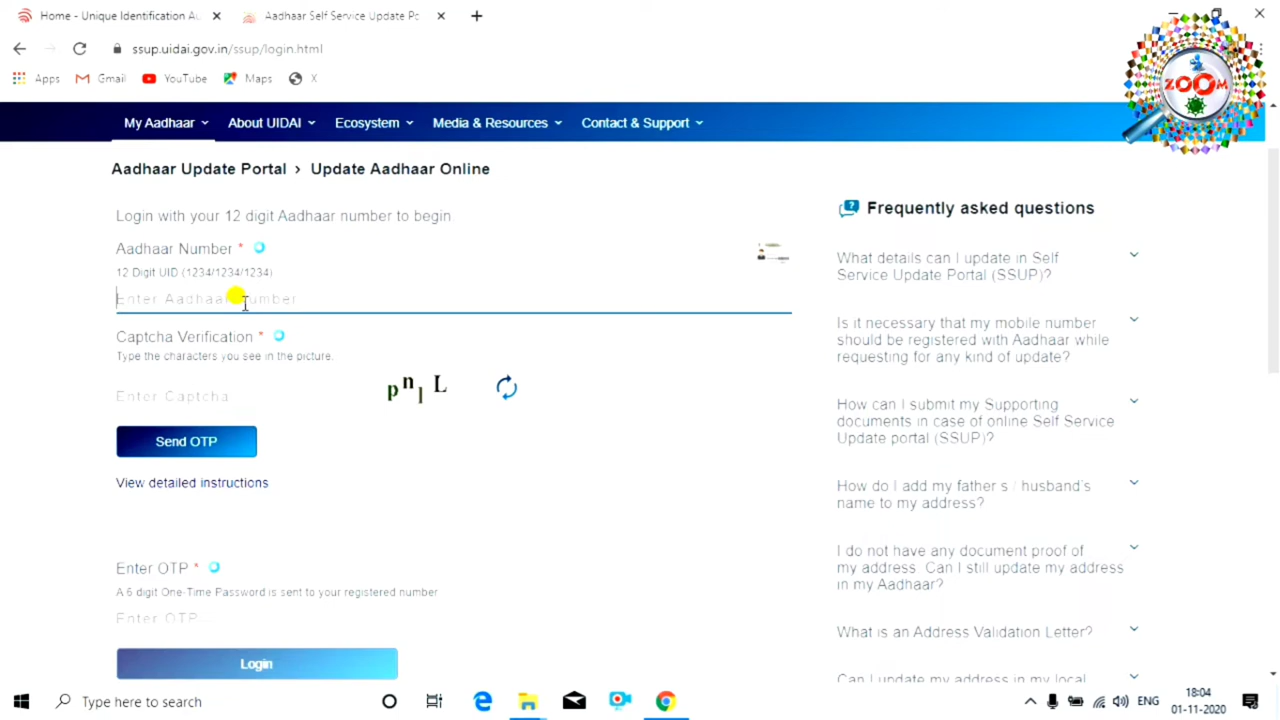 Home - Unique Identification Au
Aadhaar Self Service Update Po
ssup.uidai.gov.in/ssup/login.html
Apps
Gmail
YouTube
Maps
X
ZOOM
My Aadhaar
About UIDAI
Ecosystem
Media & Resources
Contact & Support
Aadhaar Update Portal > Update Aadhaar Online
Login with your 12 digit Aadhaar number to begin
Aadhaar Number *
12 Digit UID (1234/1234/1234)
Enter Aadhaar Number
Captcha Verification *
Type the characters you see in the picture.
Enter Captcha
pnlL
Send OTP
View detailed instructions
Enter OTP *
A 6 digit One-Time Password is sent to your registered number
Enter OTP...
Login
Frequently asked questions
What details can I update in Self
Service Update Portal (SSUP)?
Is it necessary that my mobile number
should be registered with Aadhaar while
requesting for any kind of update?
How can I submit my Supporting
documents in case of online Self Service
Update portal (SSUP)?
How do I add my father s / husband's
name to my address?
I do not have any document proof of
my address. Can I still update my address
in my Aadhaar?
What is an Address Validation Letter?
Can I update my address in my local
Type here to search
ENG
18:04
01-11-2020